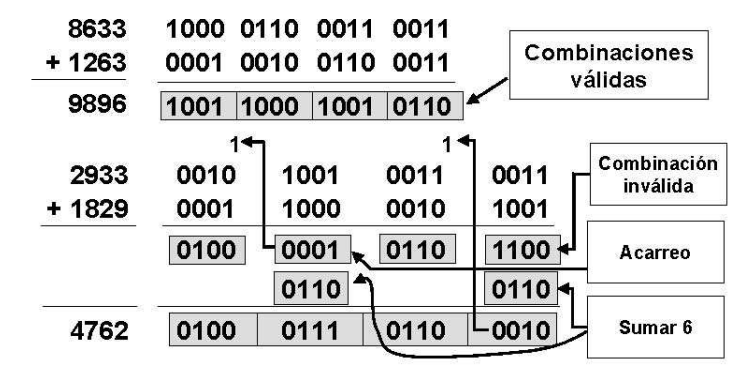 8633 1000 0110 0011 0011
+ 1263 0001 0010 0110 0011
Combinaciones
válidas
9896 1001 1000 1001 0110
1 1
2933 0010 1001 0011 0011
Combinación
inválida
+ 1829 0001 1000 0010 1001
0100 0001 0110 1100
Acarreo
0110 0110
4762 0100 0111 0110 0010
Sumar 6